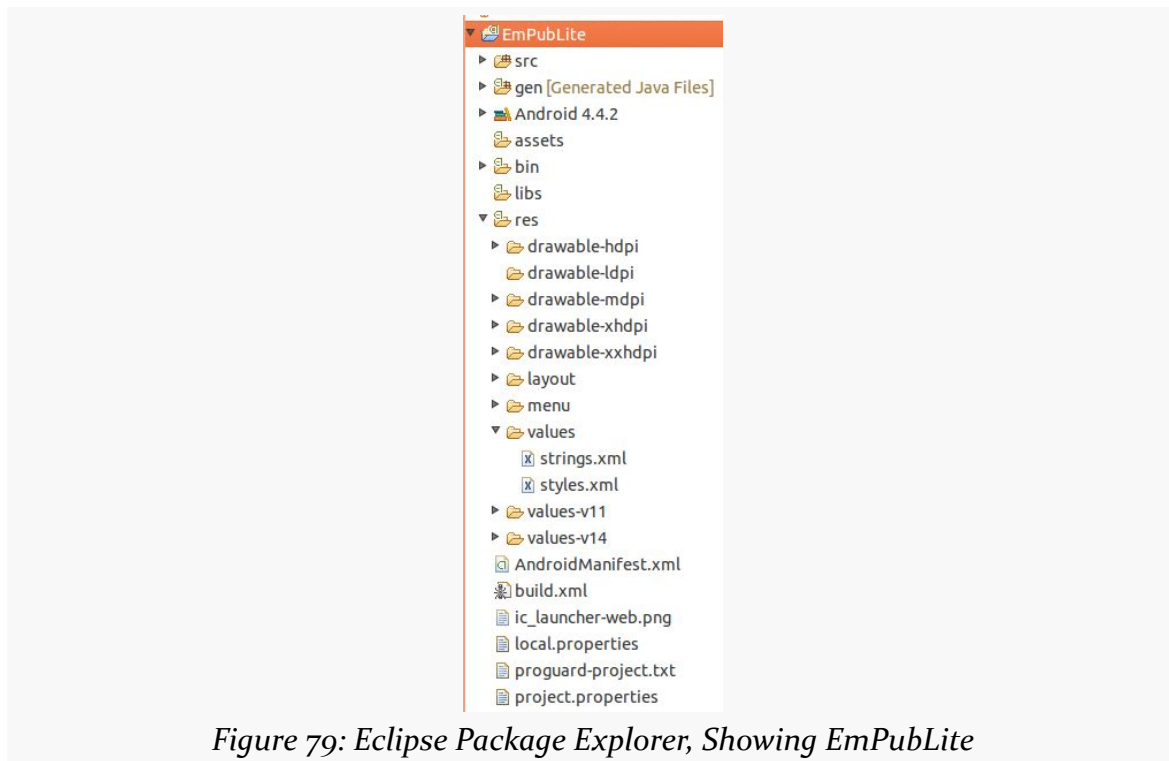 EmPubLite
src
gen [Generated Java Files]
Android 4.4.2
assets
bin
libs
res
drawable-hdpi
drawable-ldpi
drawable-mdpi
drawable-xhdpi
drawable-xxhdpi
layout
menu
values
strings.xml
styles.xml
values-v11
values-v14
AndroidManifest.xml
build.xml
ic_launcher-web.png
local.properties
proguard-project.txt
project.properties
Figure 79: Eclipse Package Explorer, Showing EmPubLite